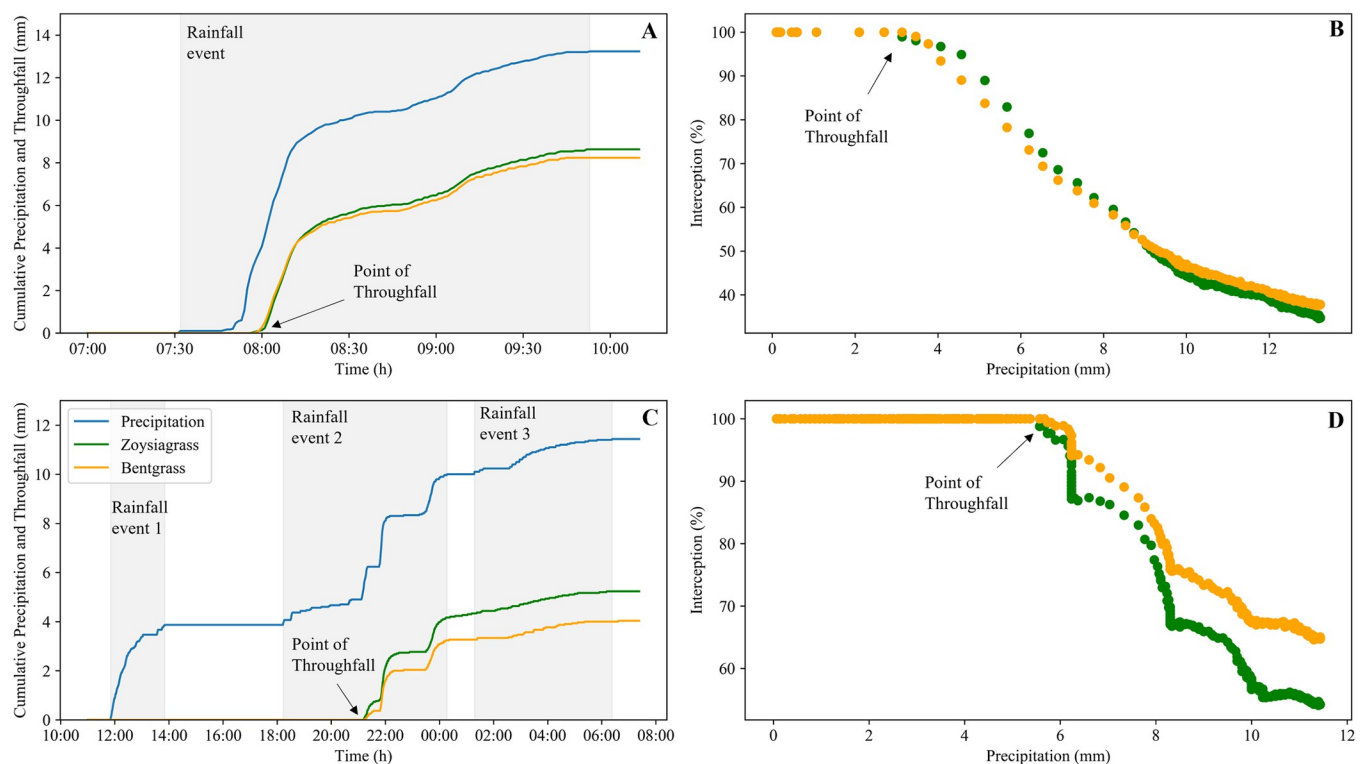 A
Rainfall
event
Point of
Throughfall
Cumulative Precipitation and Throughfall (mm)
14
12
10
8
6
4
2
0
07:00 07:30 08:00 08:30 09:00 09:30 10:00
Time (h)
B
Point of
Throughfall
Interception (%)
100
90
80
70
60
50
40
0 2 4 6 8 10 12
Precipitation (mm)
C
Precipitation
Zoysiagrass
Bentgrass
Rainfall
event 1
Rainfall
event 2
Rainfall
event 3
Point of
Throughfall
Cumulative Precipitation and Throughfall (mm)
12
10
8
6
4
2
0
10:00 12:00 14:00 16:00 18:00 20:00 22:00 00:00 02:00 04:00 06:00 08:00
Time (h)
D
Point of
Throughfall
Interception (%)
100
90
80
70
60
0 2 4 6 8 10 12
Precipitation (mm)